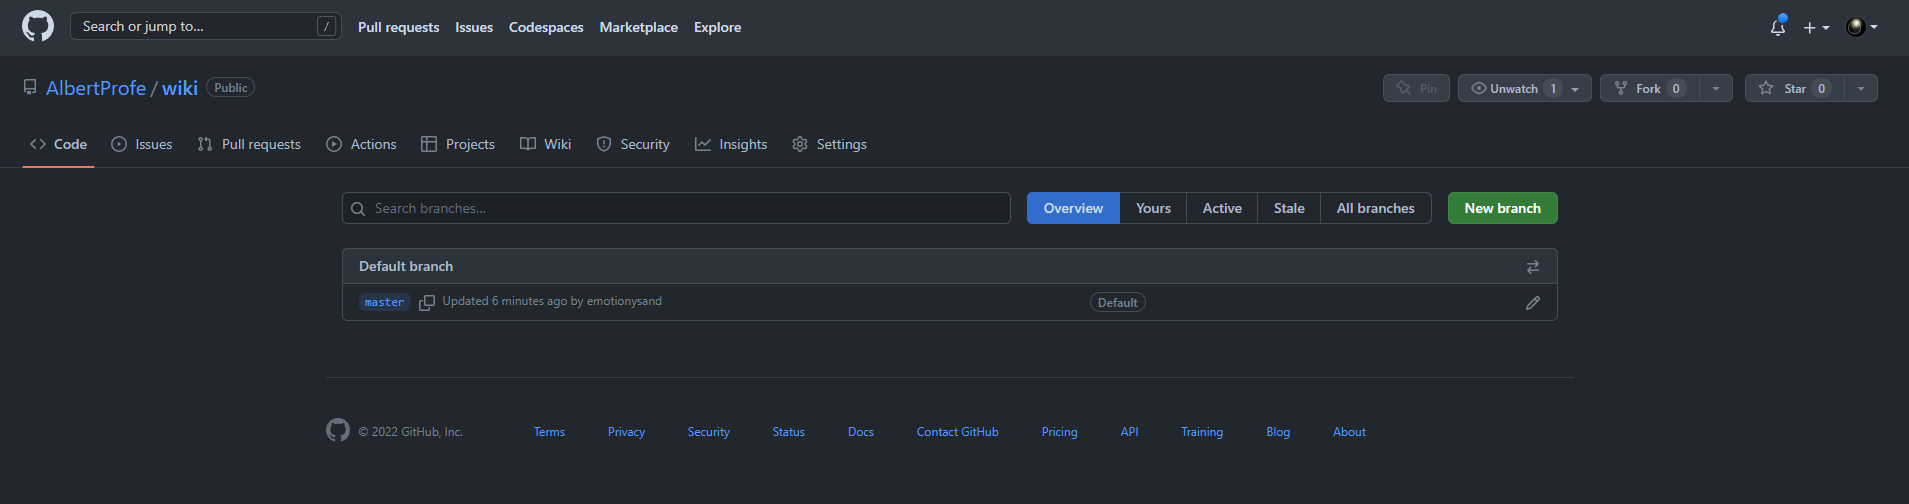 Search or jump to... / Pull requests Issues Codespaces Marketplace Explore
AlbertProfe / wiki Public Pin Unwatch 1 Fork 0 Star 0
Code Issues Pull requests Actions Projects Wiki Security Insights Settings
Search branches... Overview Yours Active Stale All branches New branch
Default branch
master Updated 6 minutes ago by emotionysand Default
© 2022 GitHub, Inc. Terms Privacy Security Status Docs Contact GitHub Pricing API Training Blog About